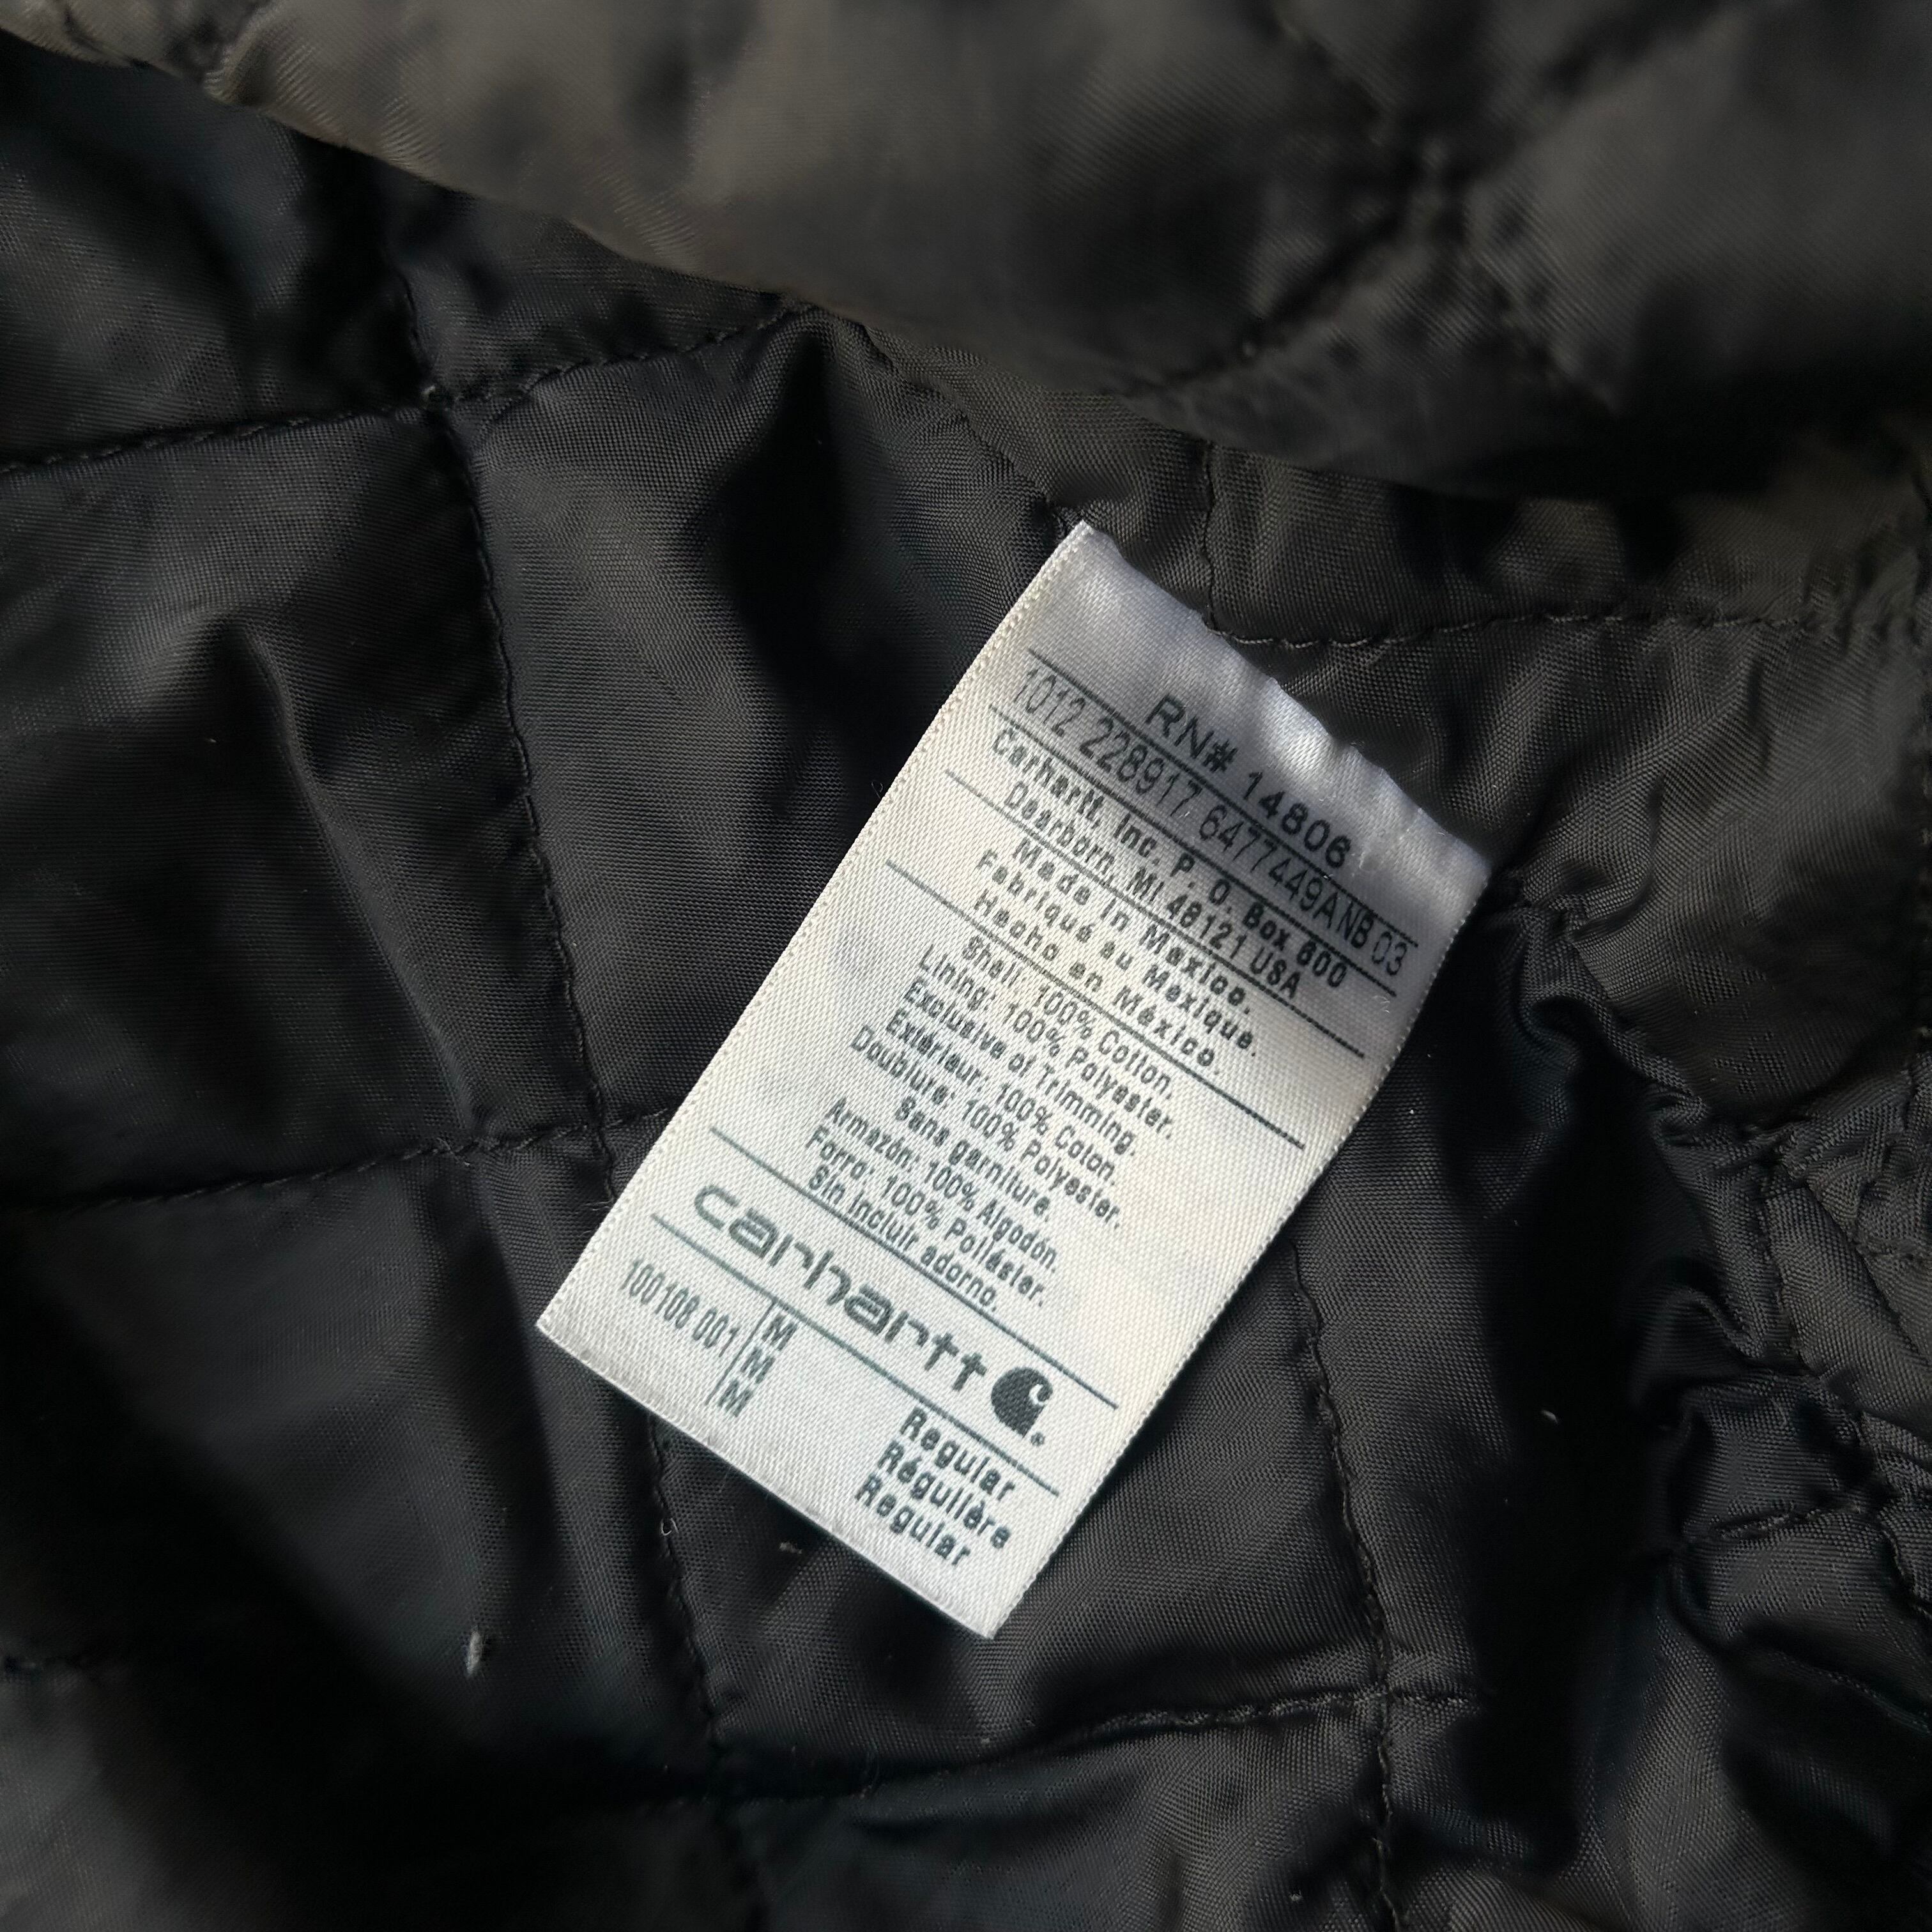 RN# 14806
1012 228917 6477449ANB 03
Carhartt, Inc. P. O. Box 600
Dearborn, MI 48121 USA
Made in Mexico.
Fabriqué au Mexique.
Hecho en México.
Shell: 100% Cotton.
Lining: 100% Polyester.
Exclusive of Trimming.
Extérieur: 100% Coton.
Doublure: 100% Polyester.
Sans garniture.
Armazón: 100% Algodón.
Forro: 100% Poliéster.
Sin incluir adorno.
carhartt
100106 001 M Regular
M Régulière
M Regular